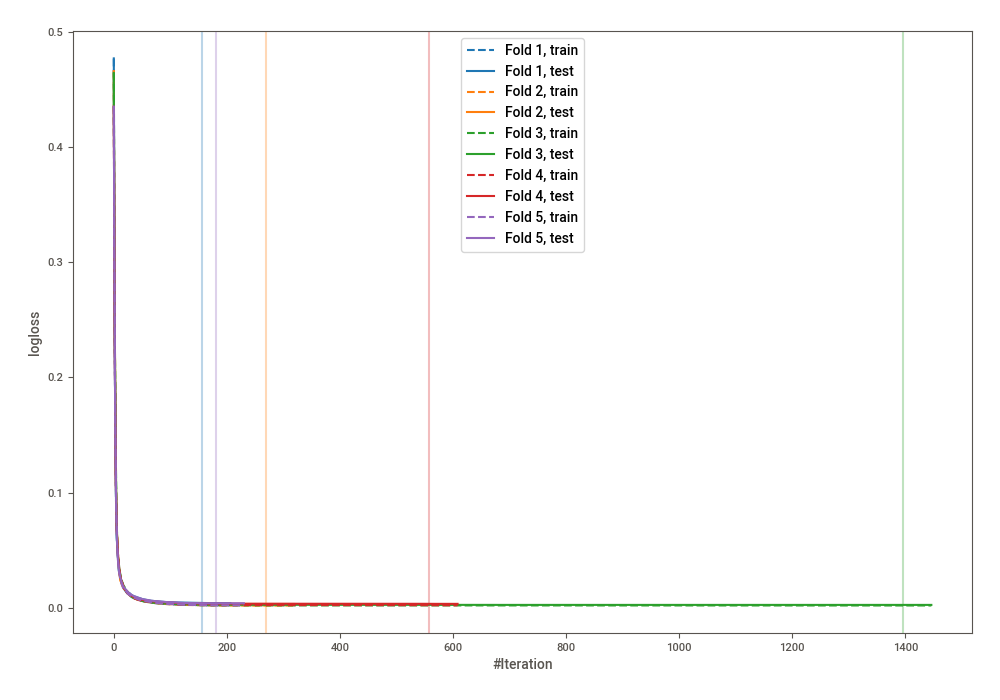 0.5
0.4
0.3
0.2
0.1
0.0
logloss
0
200
400
600
800
1000
1200
1400
#Iteration
Fold 1, train
Fold 1, test
Fold 2, train
Fold 2, test
Fold 3, train
Fold 3, test
Fold 4, train
Fold 4, test
Fold 5, train
Fold 5, test